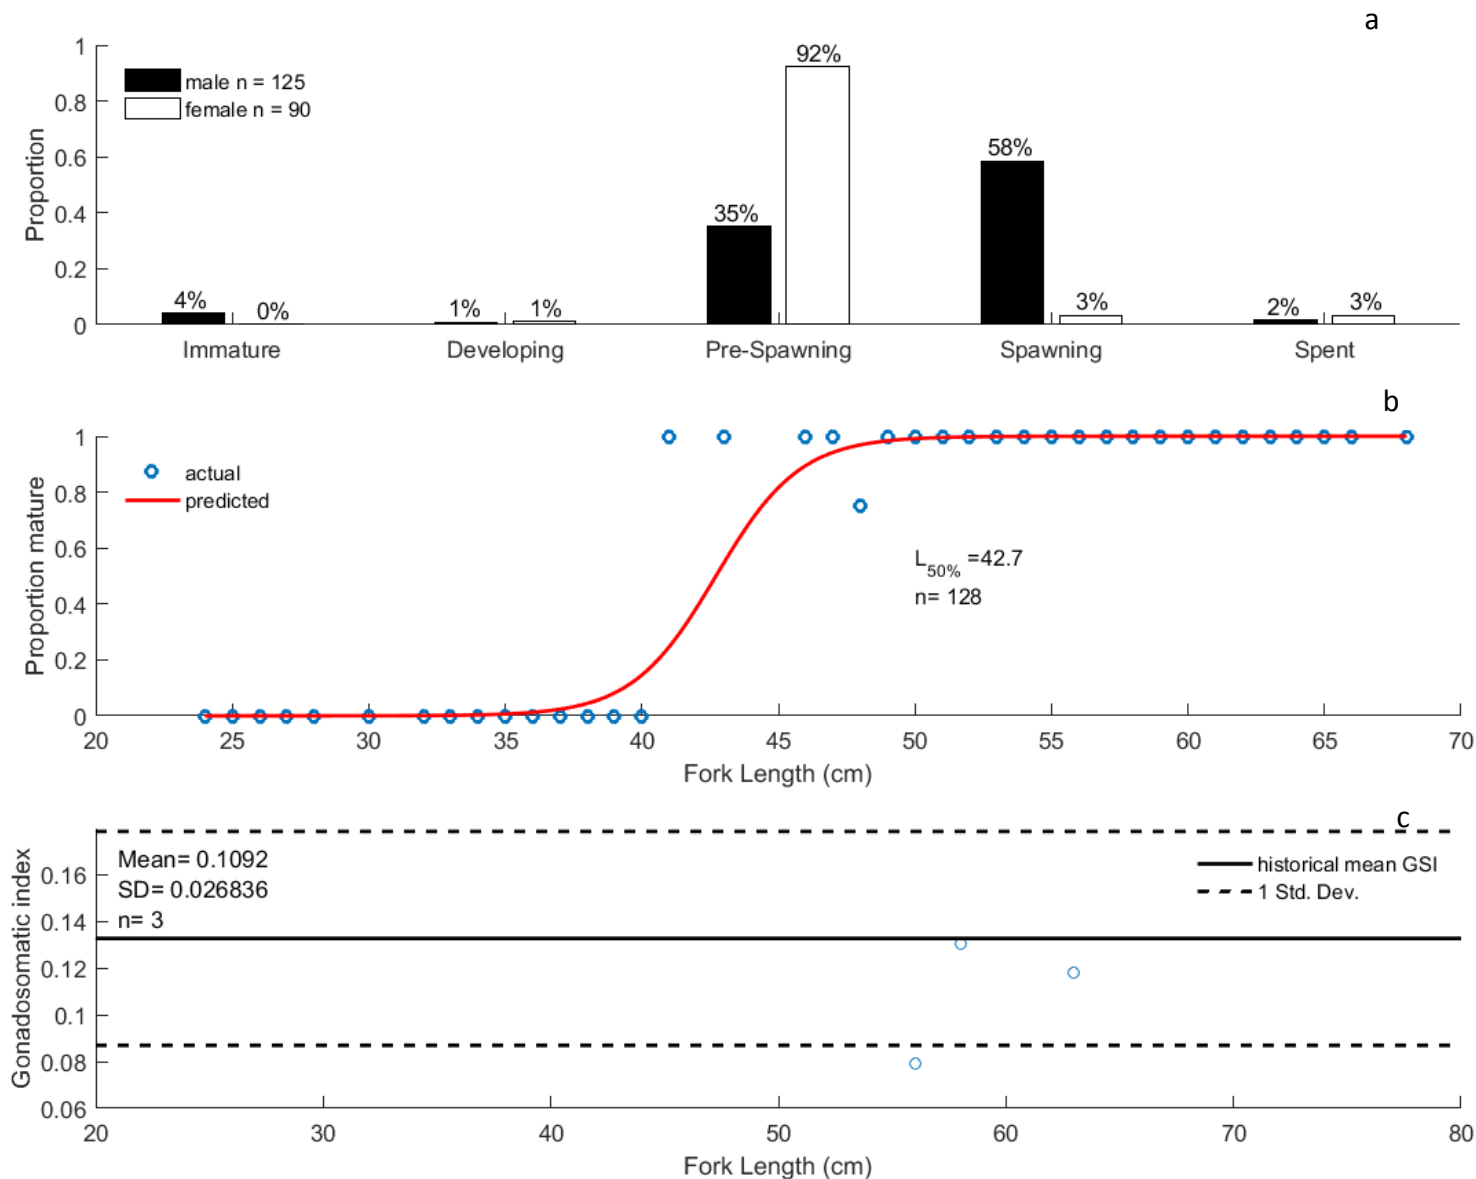 a
1
0.8
0.6
0.4
0.2
0
Proportion
male n = 125
female n = 90
4%
0%
1%
1%
35%
92%
58%
3%
2%
3%
Immature
Developing
Pre-Spawning
Spawning
Spent
b
1
0.8
0.6
0.4
0.2
0
Proportion mature
actual
predicted
L50% =42.7
n= 128
20
25
30
35
40
45
50
55
60
65
70
Fork Length (cm)
c
0.16
0.14
0.12
0.1
0.08
0.06
Gonadosomatic index
Mean= 0.1092
SD= 0.026836
n= 3
historical mean GSI
1 Std. Dev.
20
30
40
50
60
70
80
Fork Length (cm)